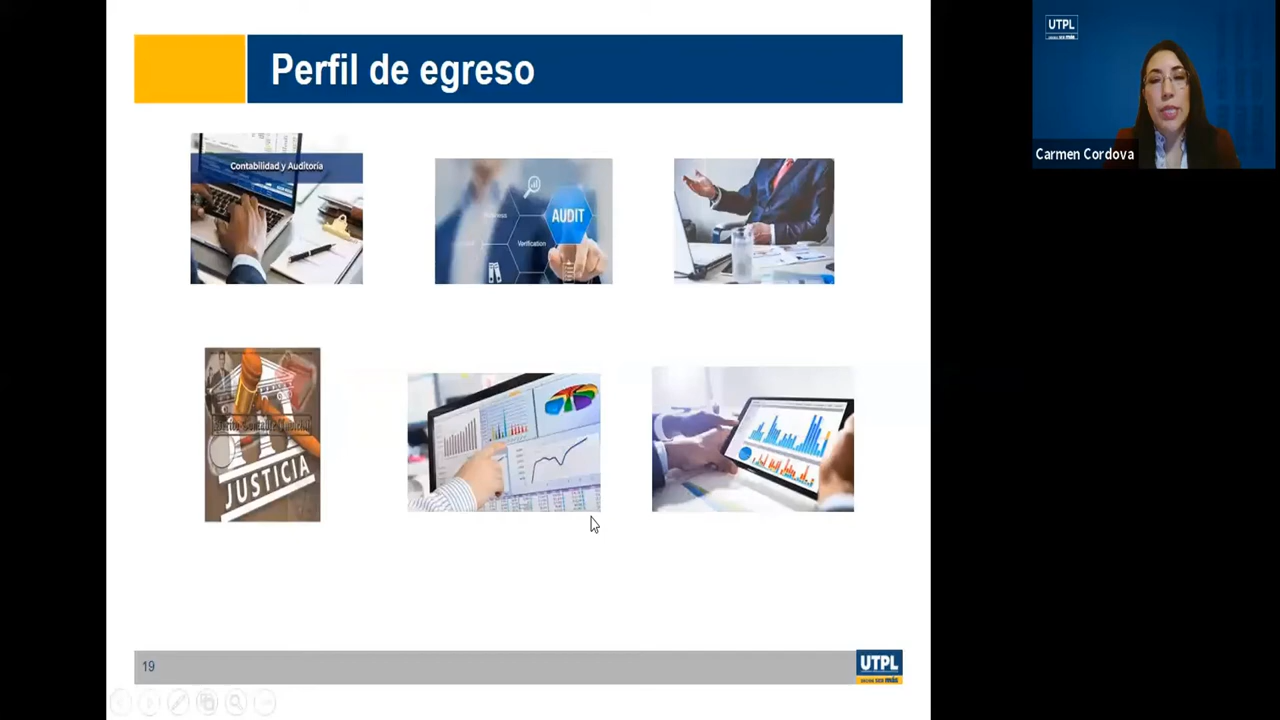 Perfil de egreso
UTPL
Carmen Cordova
Contabilidad y Auditoría
AUDIT
Verification
JUSTICIA
19
UTPL